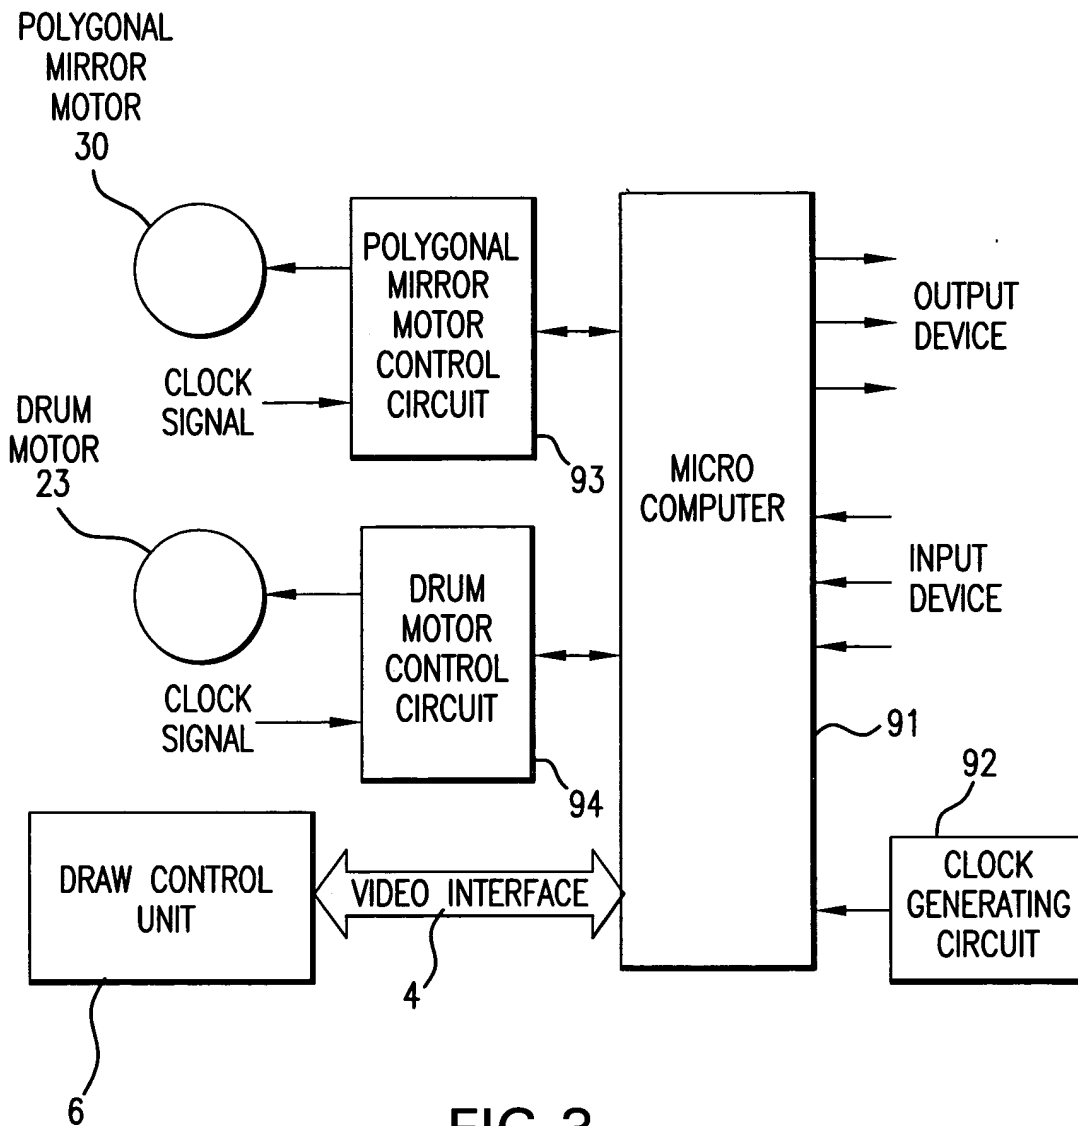 POLYGONAL
MIRROR
MOTOR
30
POLYGONAL
MIRROR
MOTOR
CONTROL
CIRCUIT
93
CLOCK
SIGNAL
DRUM
MOTOR
23
DRUM
MOTOR
CONTROL
CIRCUIT
94
CLOCK
SIGNAL
MICRO
COMPUTER
91
OUTPUT
DEVICE
INPUT
DEVICE
92
CLOCK
GENERATING
CIRCUIT
DRAW CONTROL
UNIT
6
VIDEO INTERFACE
4
FIG. 3